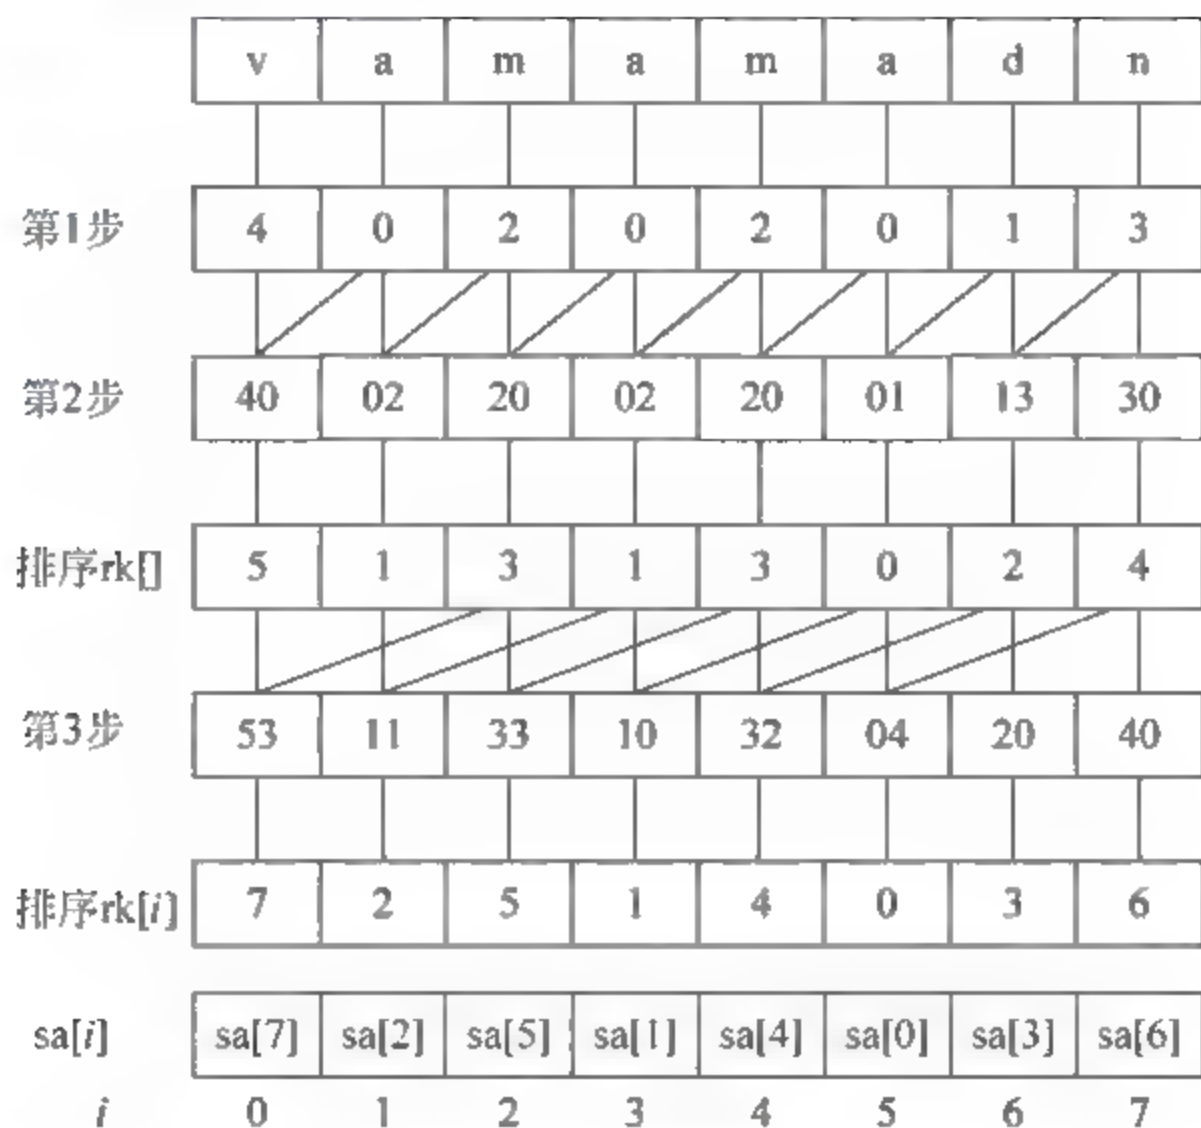 v a m a m a d n
第1步 4 0 2 0 2 0 1 3
第2步 40 02 20 02 20 01 13 30
排序rk[] 5 1 3 1 3 0 2 4
第3步 53 11 33 10 32 04 20 40
排序rk[i] 7 2 5 1 4 0 3 6
sa[i] sa[7] sa[2] sa[5] sa[1] sa[4] sa[0] sa[3] sa[6]
i 0 1 2 3 4 5 6 7